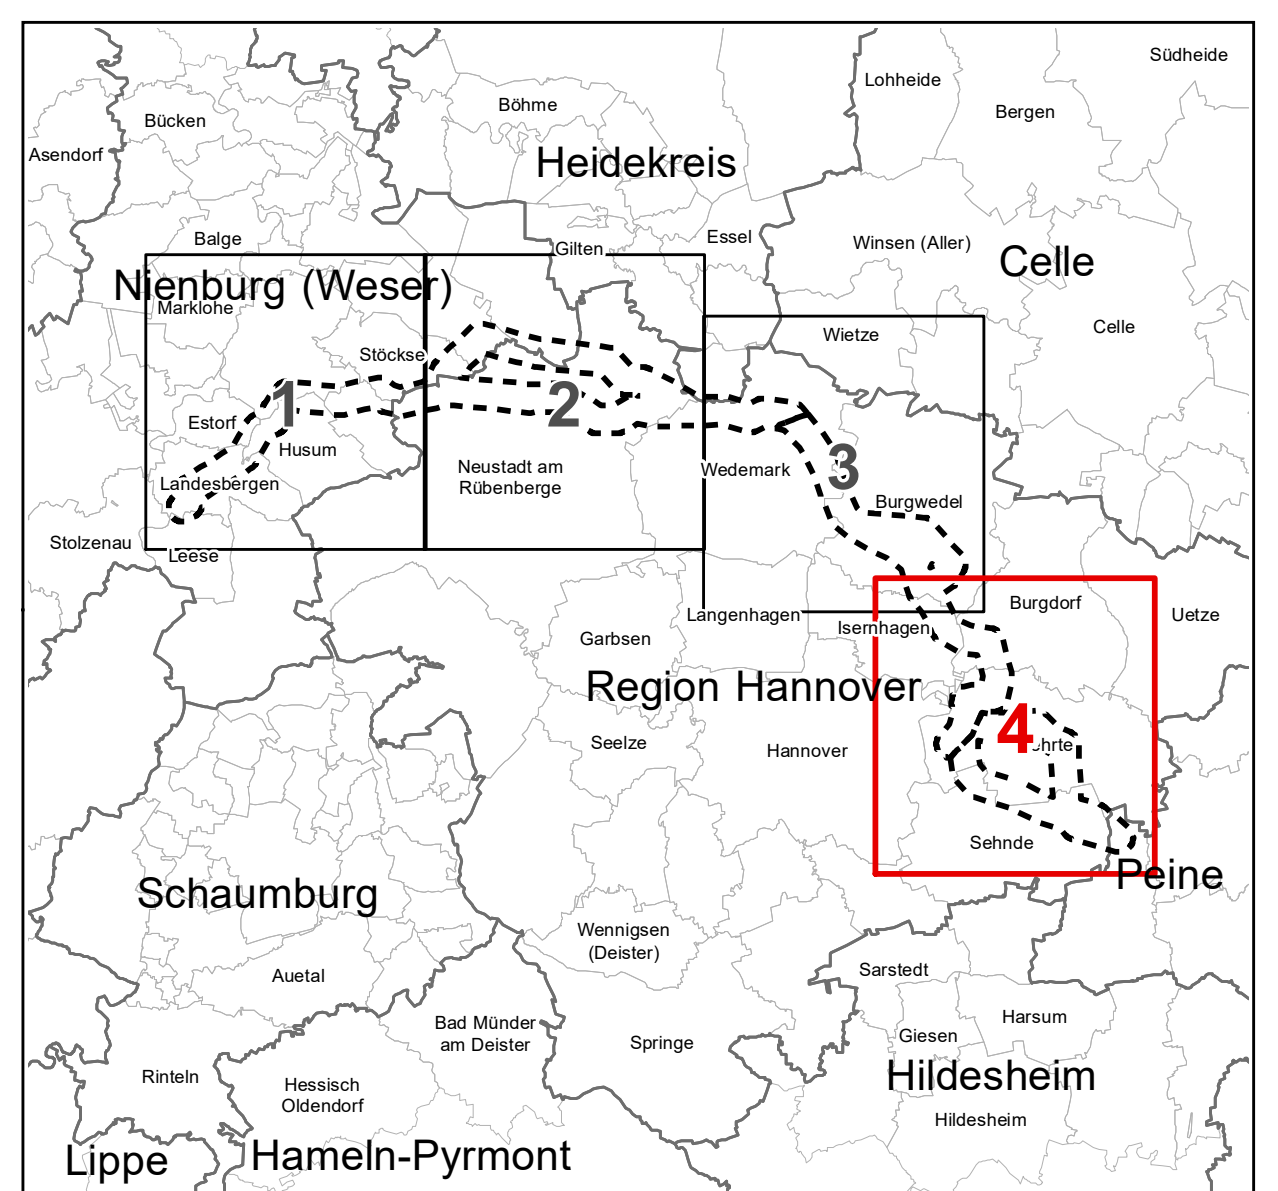 Südheide
Lohheide
Böhme
Bergen
Bücken
Asendorf
Heidekreis
Balge
Gilten
Essel
Winsen (Aller)
Celle
Nienburg (Weser)
Marklohe
Celle
Wietze
Stöckse
1
2
Estorf
Husum
3
Neustadt am
Rübenberge
Wedemark
Landesbergen
Burgwedel
Stolzenau
Leese
Burgdorf
Langenhagen
Uetze
Isernhagen
Garbsen
Region Hannover
4
Seelze
Hannover
hrte
Sehnde
Peine
Schaumburg
Wennigsen
(Deister)
Sarstedt
Auetal
Harsum
Bad Münder
am Deister
Giesen
Springe
Rinteln
Hildesheim
Hessisch
Oldendorf
Hildesheim
Lippe
Hameln-Pyrmont